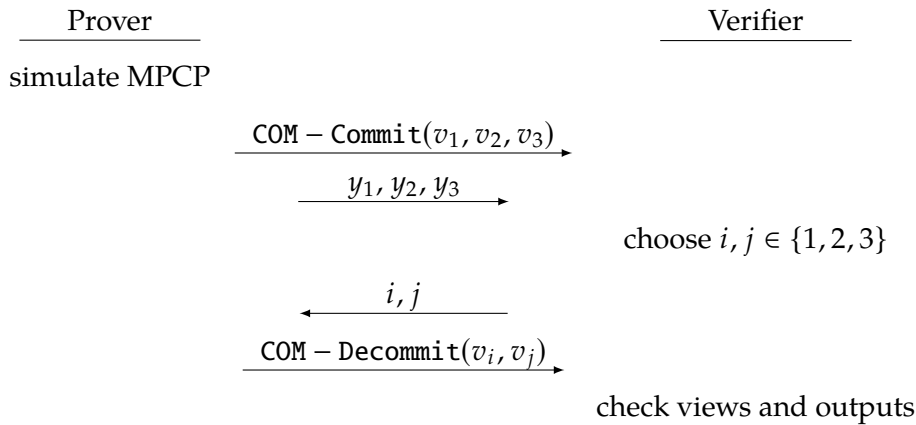 Prover Verifier
simulate MPCP
COM − Commit(v₁, v₂, v₃)
y₁, y₂, y₃
choose i, j ∈ {1, 2, 3}
i, j
COM − Decommit(vᵢ, vⱼ)
check views and outputs